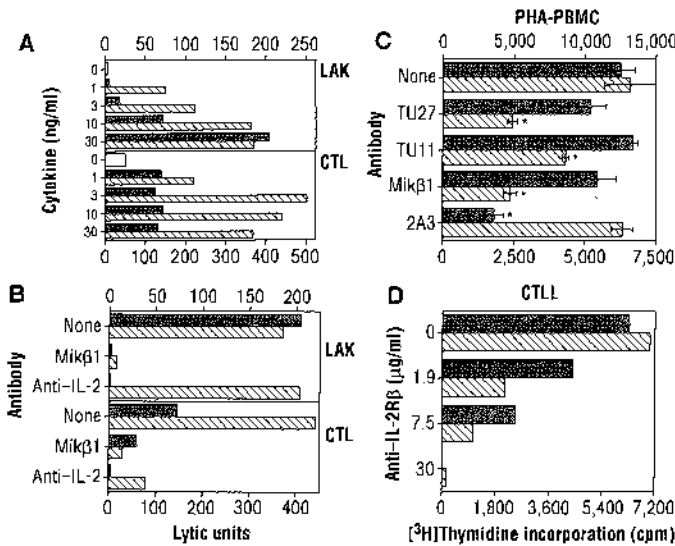 A
0 50 100 150 200 250
LAK
0
1
3
10
30
CTL
0
1
3
10
30
Cytokine (ng/ml)
0 100 200 300 400 500
B
0 50 100 150 200
LAK
None
Mikβ1
Anti-IL-2
CTL
None
Mikβ1
Anti-IL-2
Antibody
0 100 200 300 400
Lytic units
PHA-PBMC
C
0 5,000 10,000 15,000
None
TU27
*
TU11
*
Mikβ1
*
2A3
*
Antibody
0 2,500 5,000 7,500
CTLL
D
0
1.9
7.5
30
Anti-IL-2Rβ (μg/ml)
0 1,800 3,600 5,400 7,200
[³H]Thymidine incorporation (cpm)